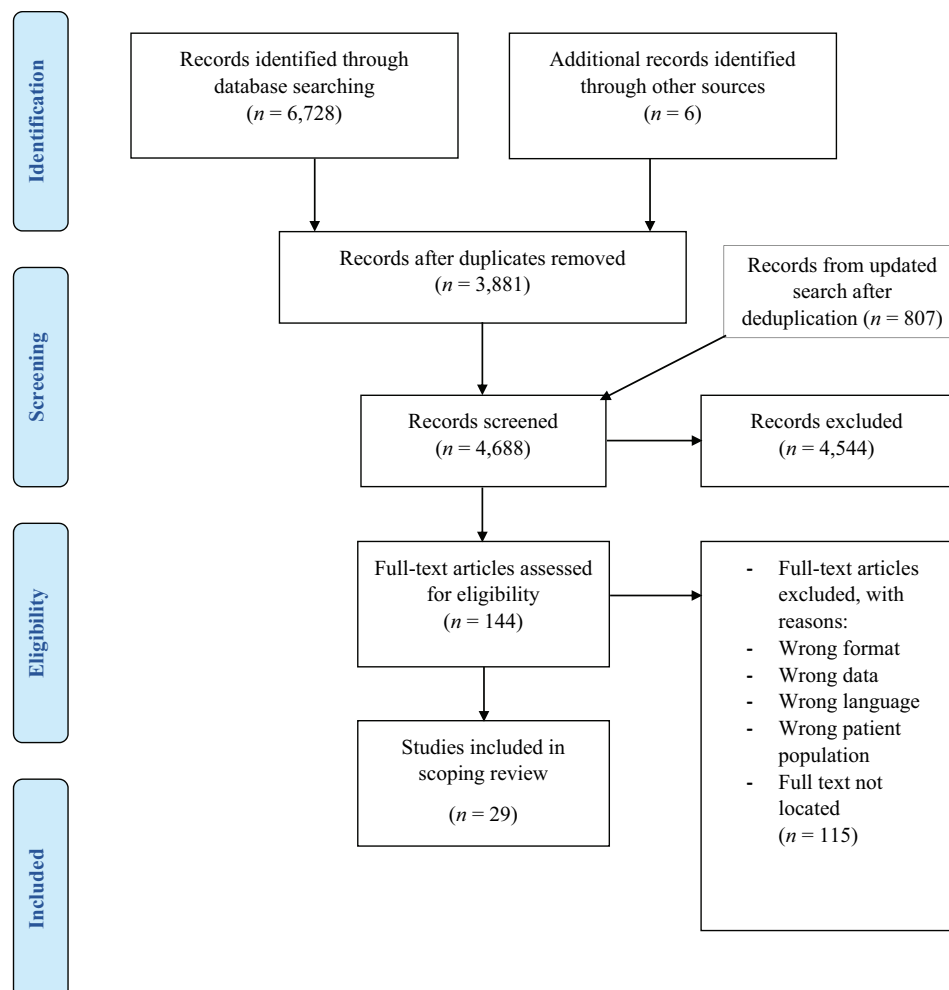 Identification
Records identified through
database searching
(n = 6,728)
Additional records identified
through other sources
(n = 6)
Records after duplicates removed
(n = 3,881)
Records from updated
search after
deduplication (n = 807)
Screening
Records screened
(n = 4,688)
Records excluded
(n = 4,544)
Eligibility
Full-text articles assessed
for eligibility
(n = 144)
- Full-text articles
excluded, with
reasons:
- Wrong format
- Wrong data
- Wrong language
- Wrong patient
population
- Full text not
located
(n = 115)
Studies included in
scoping review
(n = 29)
Included